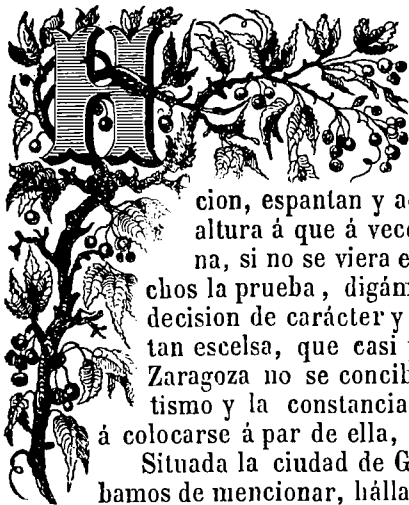 H
cion, espantan y a
altura á que á vec
na, si no se viera e
chos la prueba, digám
decision de carácter y
tan escelsa, que casi
Zaragoza no se concib
tismo y la constancia
á colocarse á par de ella,
Situada la ciudad de G
bamos de mencionar, hálla